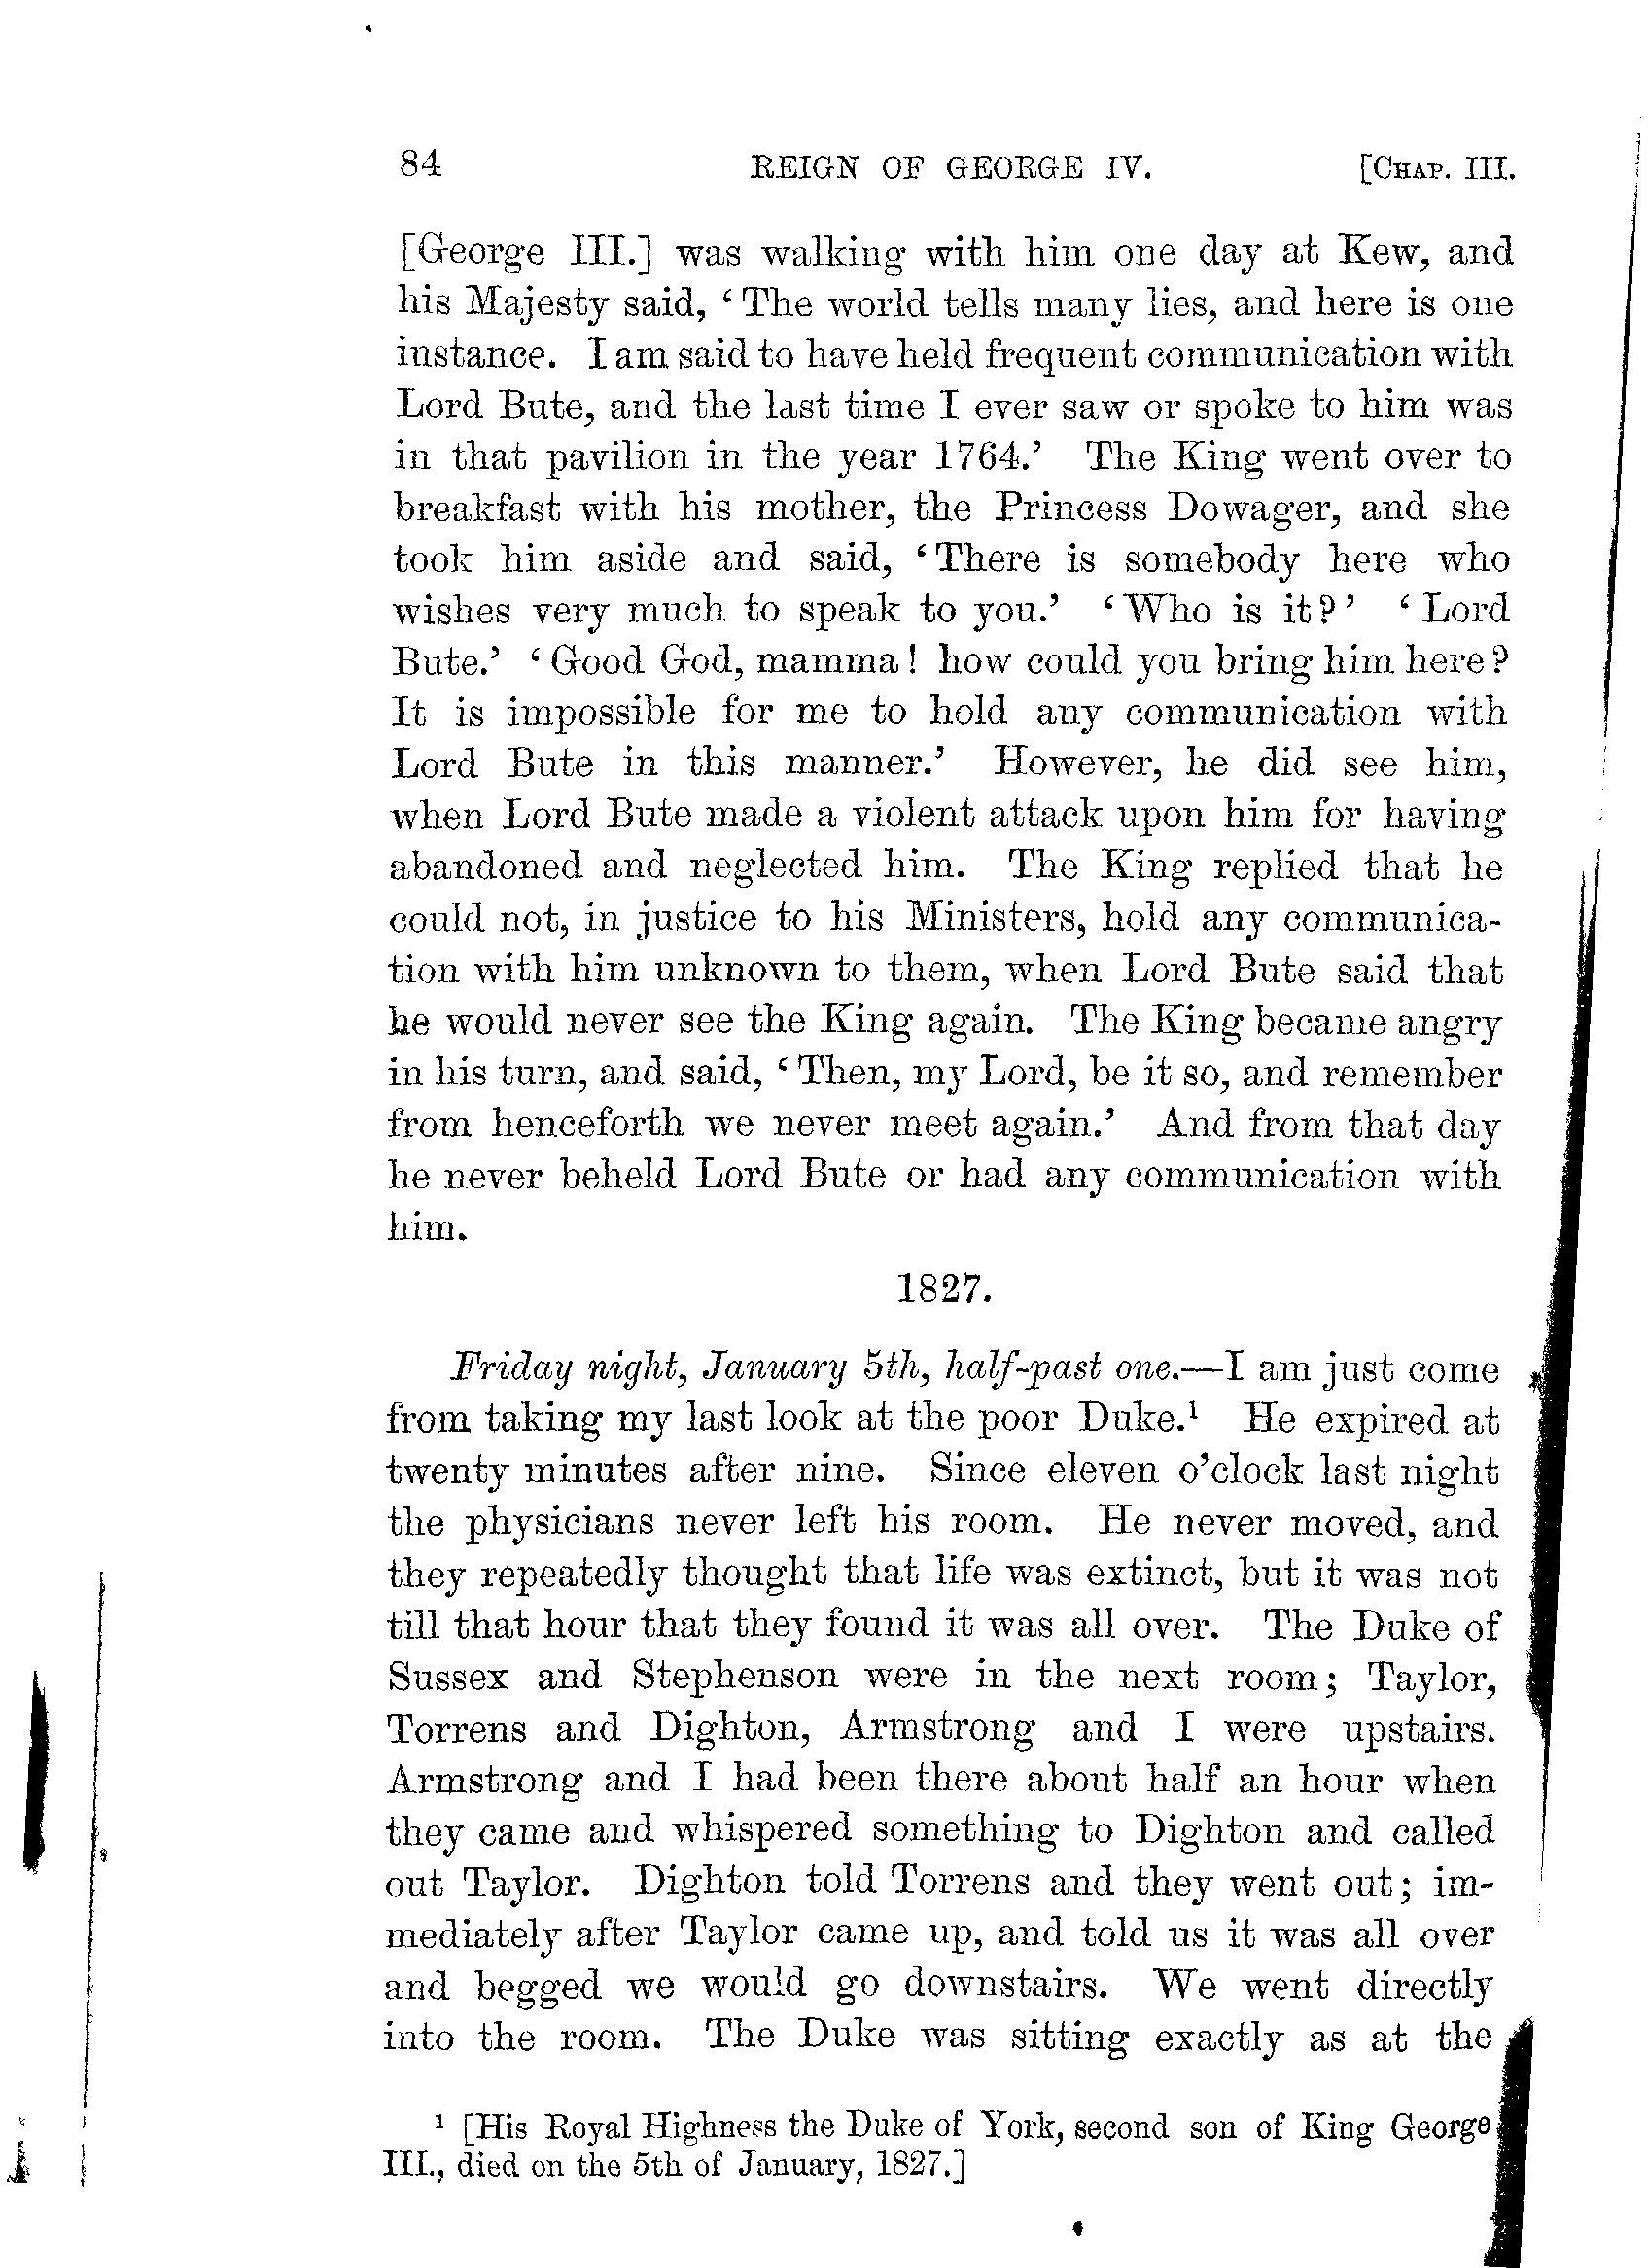 84 REIGN OF GEORGE IV. [CHAP. III.
[George III.] was walking with him one day at Kew, and
his Majesty said, ‘The world tells many lies, and here is one
instance. I am said to have held frequent communication with
Lord Bute, and the last time I ever saw or spoke to him was
in that pavilion in the year 1764.’ The King went over to
breakfast with his mother, the Princess Dowager, and she
took him aside and said, ‘There is somebody here who
wishes very much to speak to you.’ ‘Who is it?’ ‘Lord
Bute.’ ‘Good God, mamma! how could you bring him here?
It is impossible for me to hold any communication with
Lord Bute in this manner.’ However, he did see him,
when Lord Bute made a violent attack upon him for having
abandoned and neglected him. The King replied that he
could not, in justice to his Ministers, hold any communica-
tion with him unknown to them, when Lord Bute said that
he would never see the King again. The King became angry
in his turn, and said, ‘Then, my Lord, be it so, and remember
from henceforth we never meet again.’ And from that day
he never beheld Lord Bute or had any communication with
him.
1827.
Friday night, January 5th, half-past one.—I am just come
from taking my last look at the poor Duke.¹ He expired at
twenty minutes after nine. Since eleven o’clock last night
the physicians never left his room. He never moved, and
they repeatedly thought that life was extinct, but it was not
till that hour that they found it was all over. The Duke of
Sussex and Stephenson were in the next room; Taylor,
Torrens and Dighton, Armstrong and I were upstairs.
Armstrong and I had been there about half an hour when
they came and whispered something to Dighton and called
out Taylor. Dighton told Torrens and they went out; im-
mediately after Taylor came up, and told us it was all over
and begged we would go downstairs. We went directly
into the room. The Duke was sitting exactly as at the
¹ [His Royal Highness the Duke of York, second son of King George
III., died on the 5th of January, 1827.]